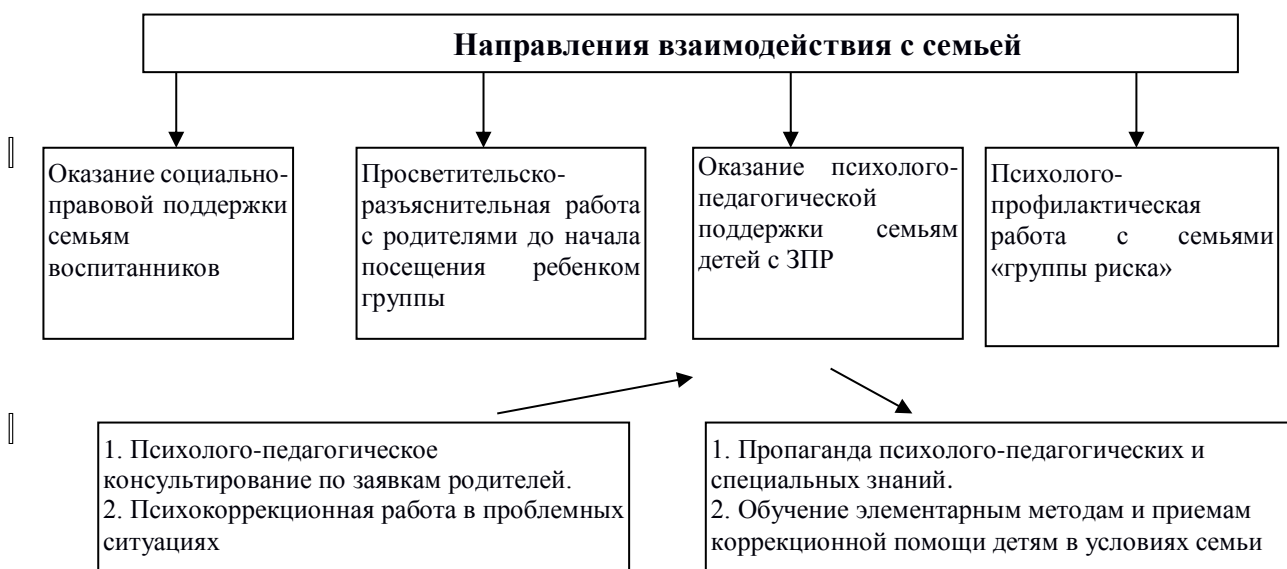 Направления взаимодействия с семьей
Оказание социально-
правовой поддержки
семьям
воспитанников
Просветительско-
разъяснительная работа
с родителями до начала
посещения ребенком
группы
Оказание психолого-
педагогической
поддержки семьям
детей с ЗПР
Психолого-
профилактическая
работа с семьями
«группы риска»
1. Психолого-педагогическое
консультирование по заявкам родителей.
2. Психокоррекционная работа в проблемных
ситуациях
1. Пропаганда психолого-педагогических и
специальных знаний.
2. Обучение элементарным методам и приемам
коррекционной помощи детям в условиях семьи